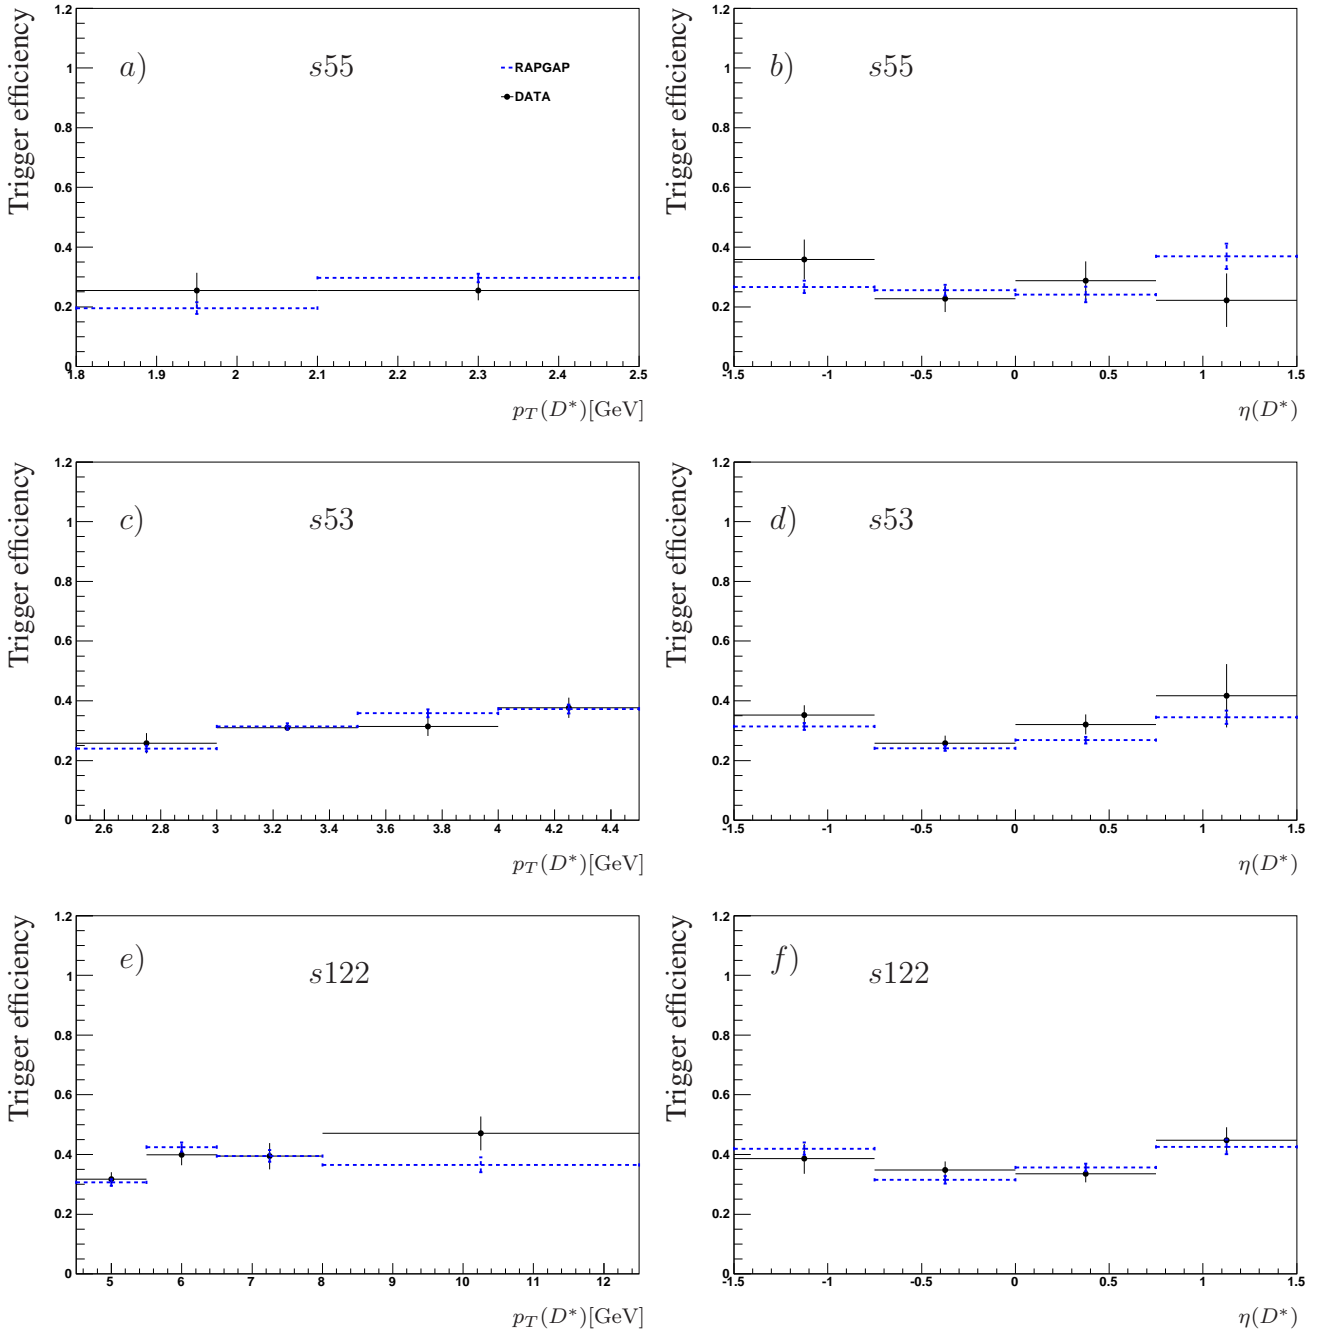 Trigger efficiency
a) s55
RAPGAP
DATA
1.2
1
0.8
0.6
0.4
0.2
0
1.8 1.9 2 2.1 2.2 2.3 2.4 2.5
p_T(D*)[GeV]
Trigger efficiency
b) s55
1.2
1
0.8
0.6
0.4
0.2
0
-1.5 -1 -0.5 0 0.5 1 1.5
η(D*)
Trigger efficiency
c) s53
1.2
1
0.8
0.6
0.4
0.2
0
2.6 2.8 3 3.2 3.4 3.6 3.8 4 4.2 4.4
p_T(D*)[GeV]
Trigger efficiency
d) s53
1.2
1
0.8
0.6
0.4
0.2
0
-1.5 -1 -0.5 0 0.5 1 1.5
η(D*)
Trigger efficiency
e) s122
1.2
1
0.8
0.6
0.4
0.2
0
5 6 7 8 9 10 11 12
p_T(D*)[GeV]
Trigger efficiency
f) s122
1.2
1
0.8
0.6
0.4
0.2
0
-1.5 -1 -0.5 0 0.5 1 1.5
η(D*)